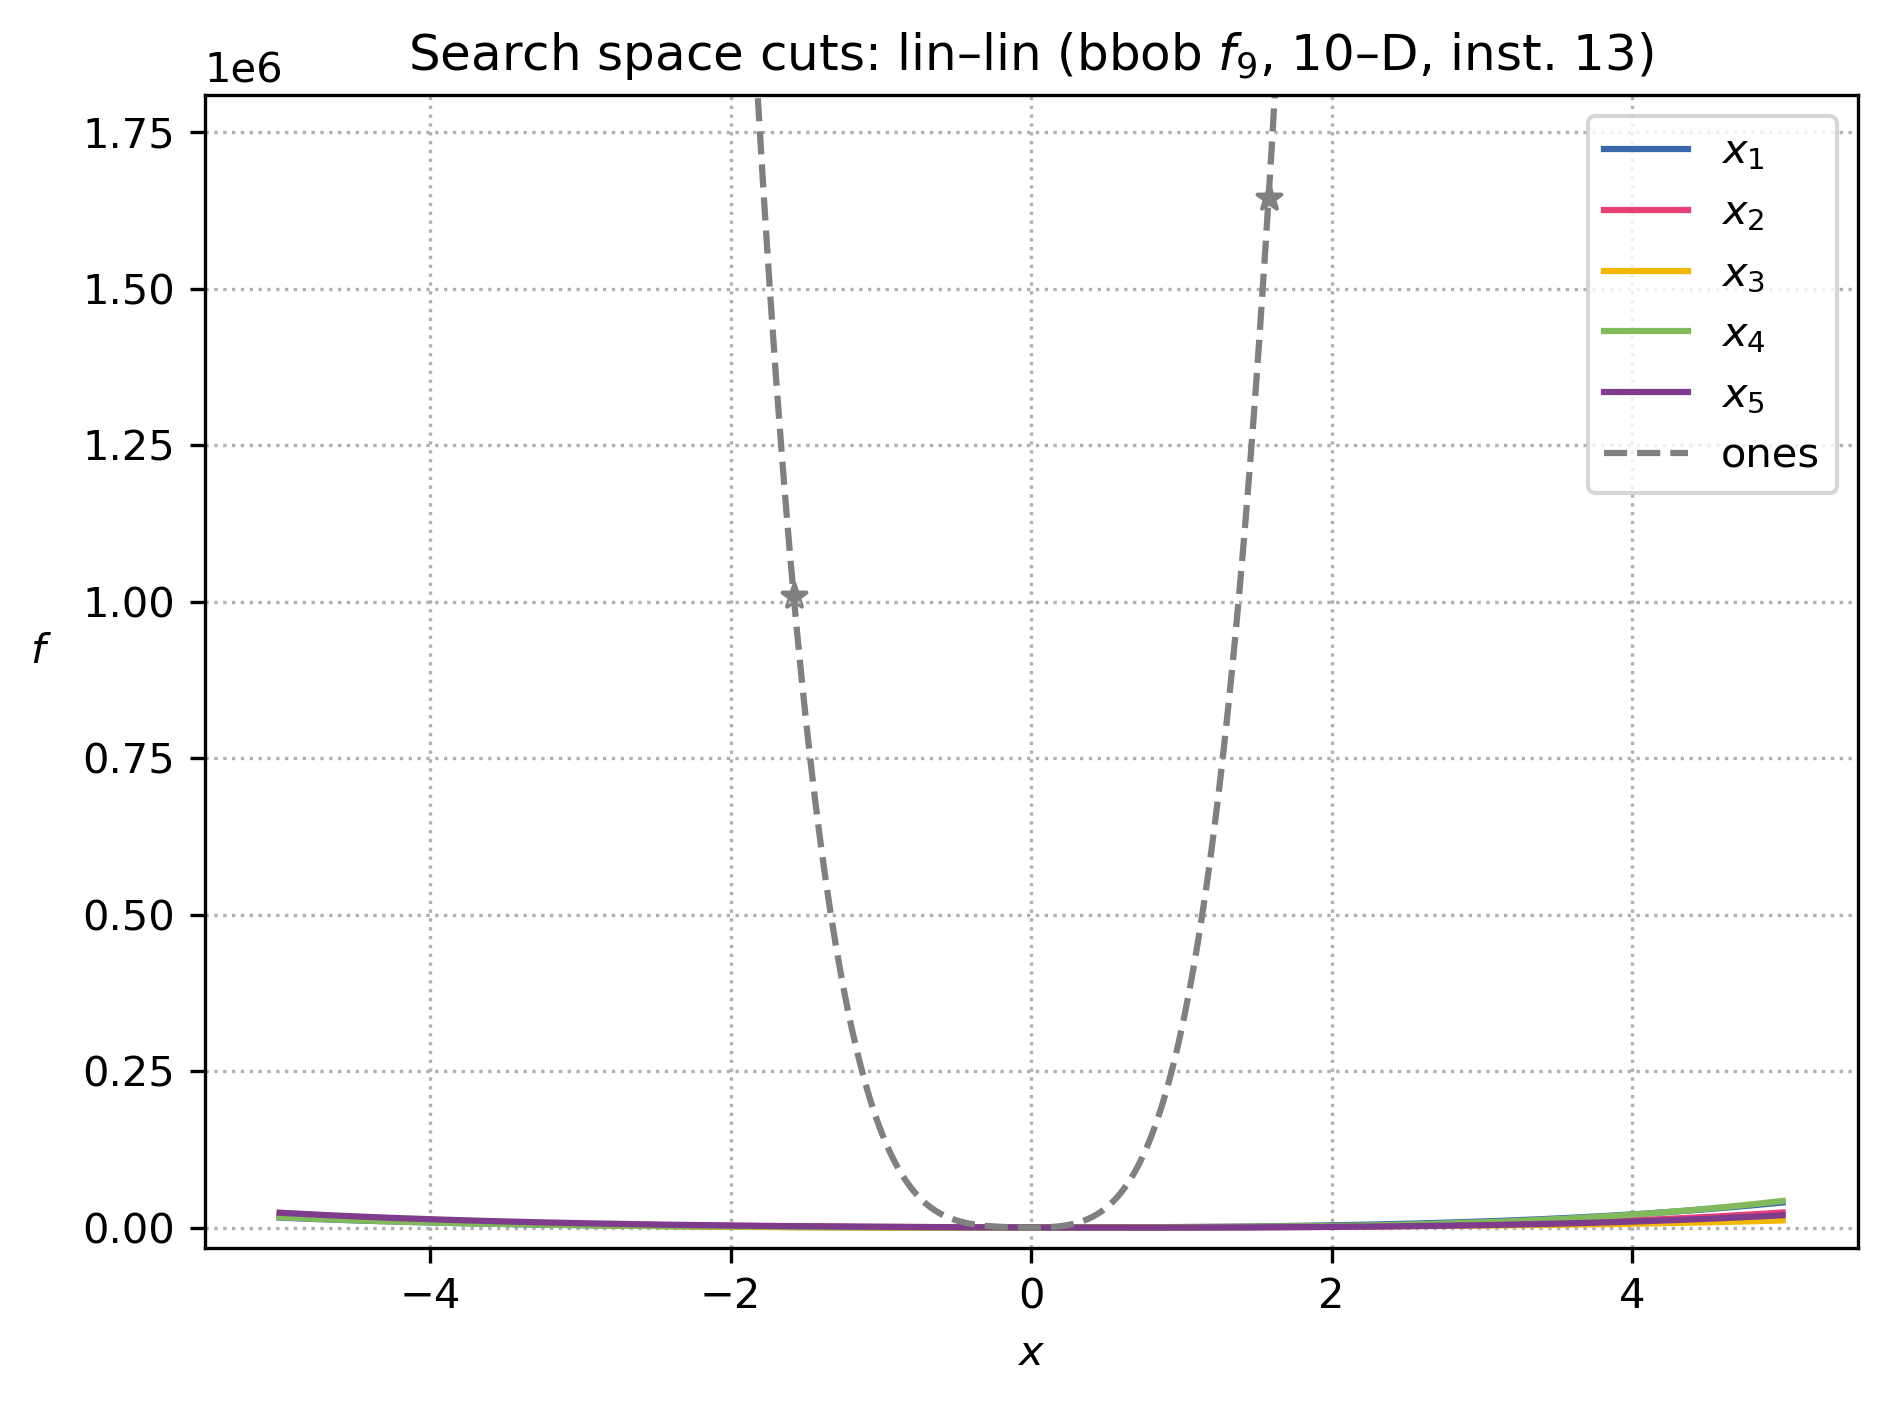 Search space cuts: lin–lin (bbob f₉, 10–D, inst. 13)
1e6
1.75
1.50
1.25
1.00
0.75
0.50
0.25
0.00
f
−4
−2
0
2
4
x
x₁
x₂
x₃
x₄
x₅
ones